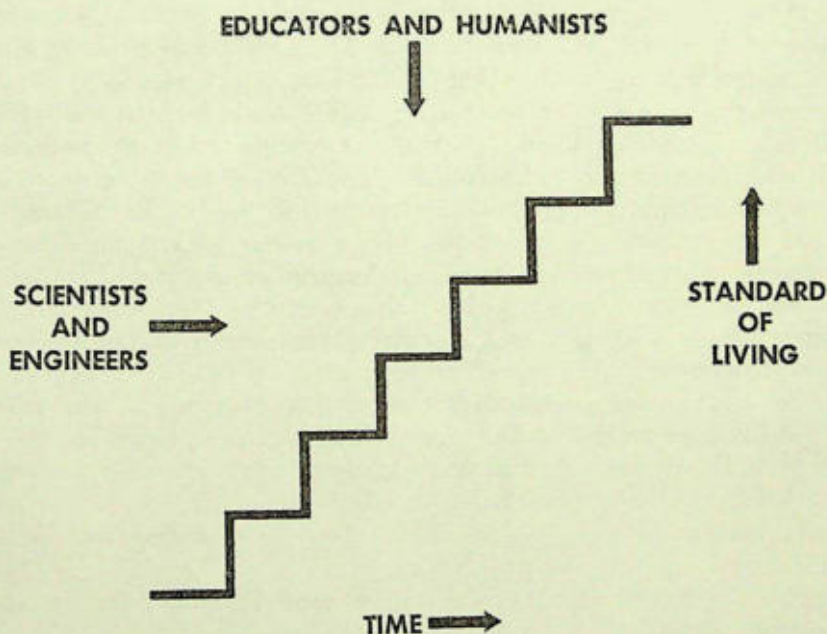 EDUCATORS AND HUMANISTS
SCIENTISTS
AND
ENGINEERS
STANDARD
OF
LIVING
TIME